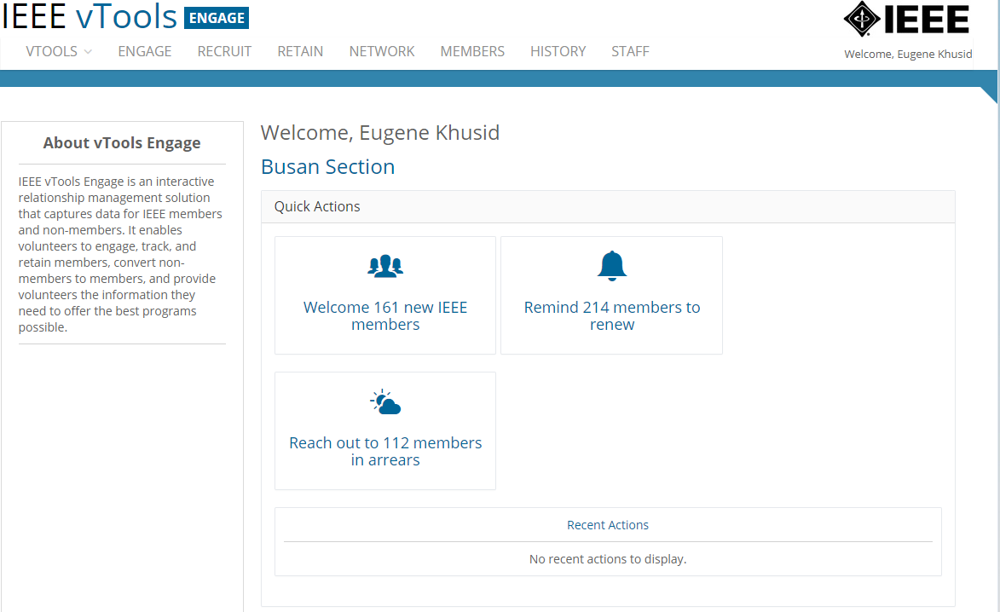 IEEE vTools ENGAGE
IEEE
VTOOLS ENGAGE RECRUIT RETAIN NETWORK MEMBERS HISTORY STAFF
Welcome, Eugene Khusid
About vTools Engage
IEEE vTools Engage is an interactive
relationship management solution
that captures data for IEEE members
and non-members. It enables
volunteers to engage, track, and
retain members, convert non-
members to members, and provide
volunteers the information they
need to offer the best programs
possible.
Welcome, Eugene Khusid
Busan Section
Quick Actions
Welcome 161 new IEEE
members
Remind 214 members to
renew
Reach out to 112 members
in arrears
Recent Actions
No recent actions to display.